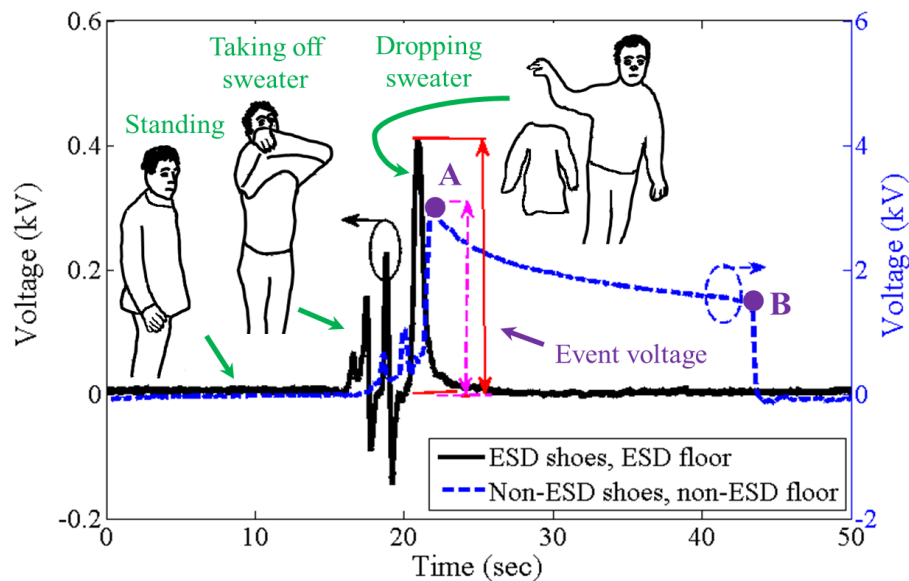 Taking off
sweater
Dropping
sweater
Standing
A
B
Event voltage
ESD shoes, ESD floor
Non-ESD shoes, non-ESD floor
Voltage (kV)
0.6
0.4
0.2
0
-0.2
Voltage (kV)
6
4
2
0
-2
0
10
20
30
40
50
Time (sec)